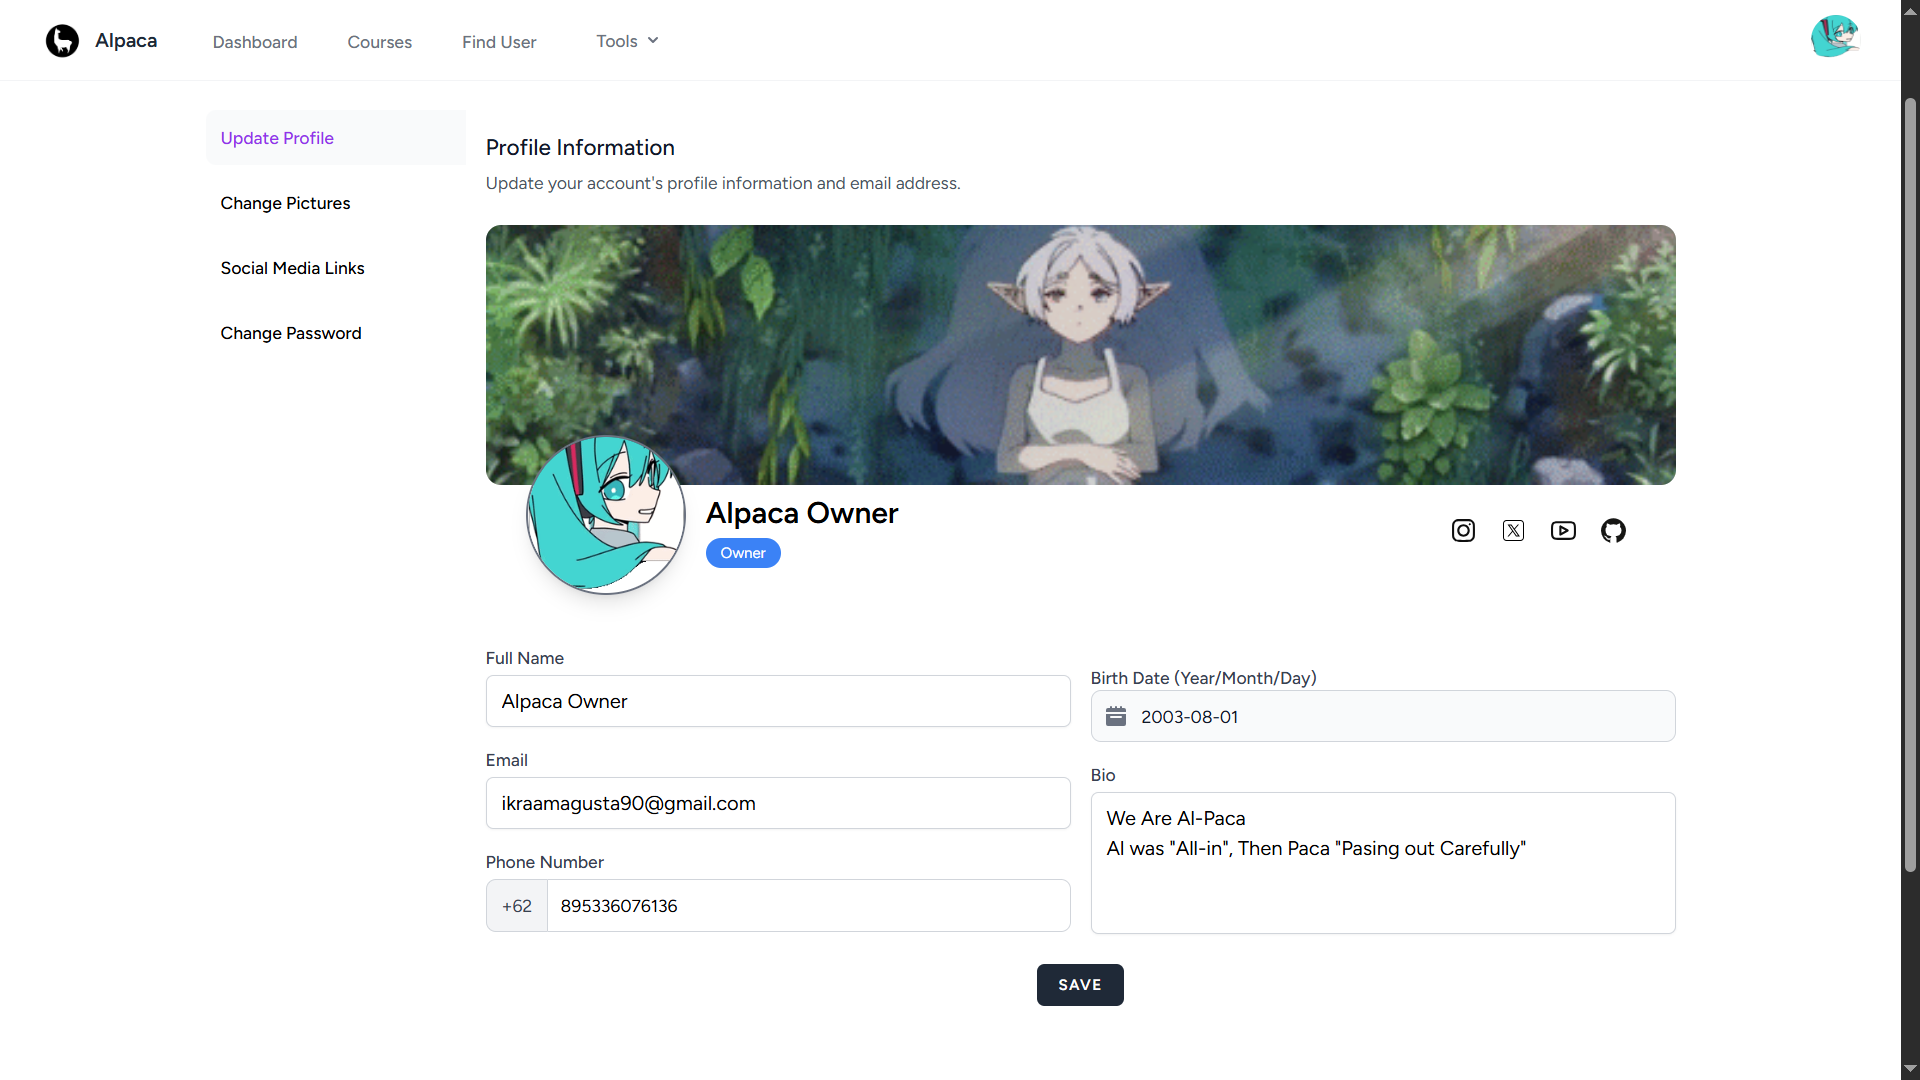 Alpaca
Dashboard
Courses
Find User
Tools
Update Profile
Change Pictures
Social Media Links
Change Password
Profile Information
Update your account's profile information and email address.
Alpaca Owner
Owner
Full Name
Alpaca Owner
Email
ikraamagusta90@gmail.com
Phone Number
+62 895336076136
Birth Date (Year/Month/Day)
2003-08-01
Bio
We Are Al-Paca
Al was "All-in", Then Paca "Pasing out Carefully"
SAVE